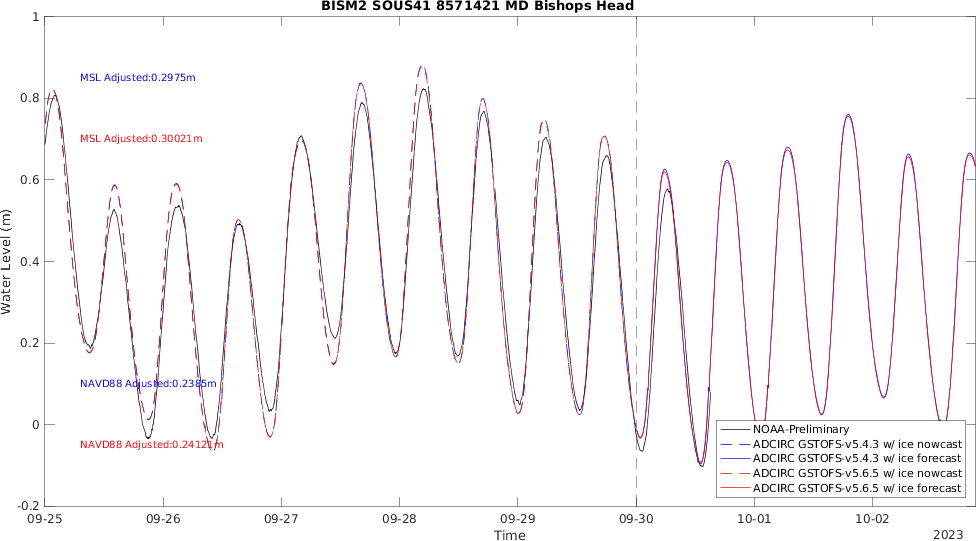 BISM2 SOUS41 8571421 MD Bishops Head
1
0.8
0.6
0.4
0.2
0
-0.2
Water Level (m)
MSL Adjusted:0.2975m
MSL Adjusted:0.30021m
NAVD88 Adjusted:0.2385m
NAVD88 Adjusted:0.24121m
NOAA-Preliminary
ADCIRC GSTOFS-v5.4.3 w/ ice nowcast
ADCIRC GSTOFS-v5.4.3 w/ ice forecast
ADCIRC GSTOFS-v5.6.5 w/ ice nowcast
ADCIRC GSTOFS-v5.6.5 w/ ice forecast
09-25 09-26 09-27 09-28 09-29 09-30 10-01 10-02
Time
2023